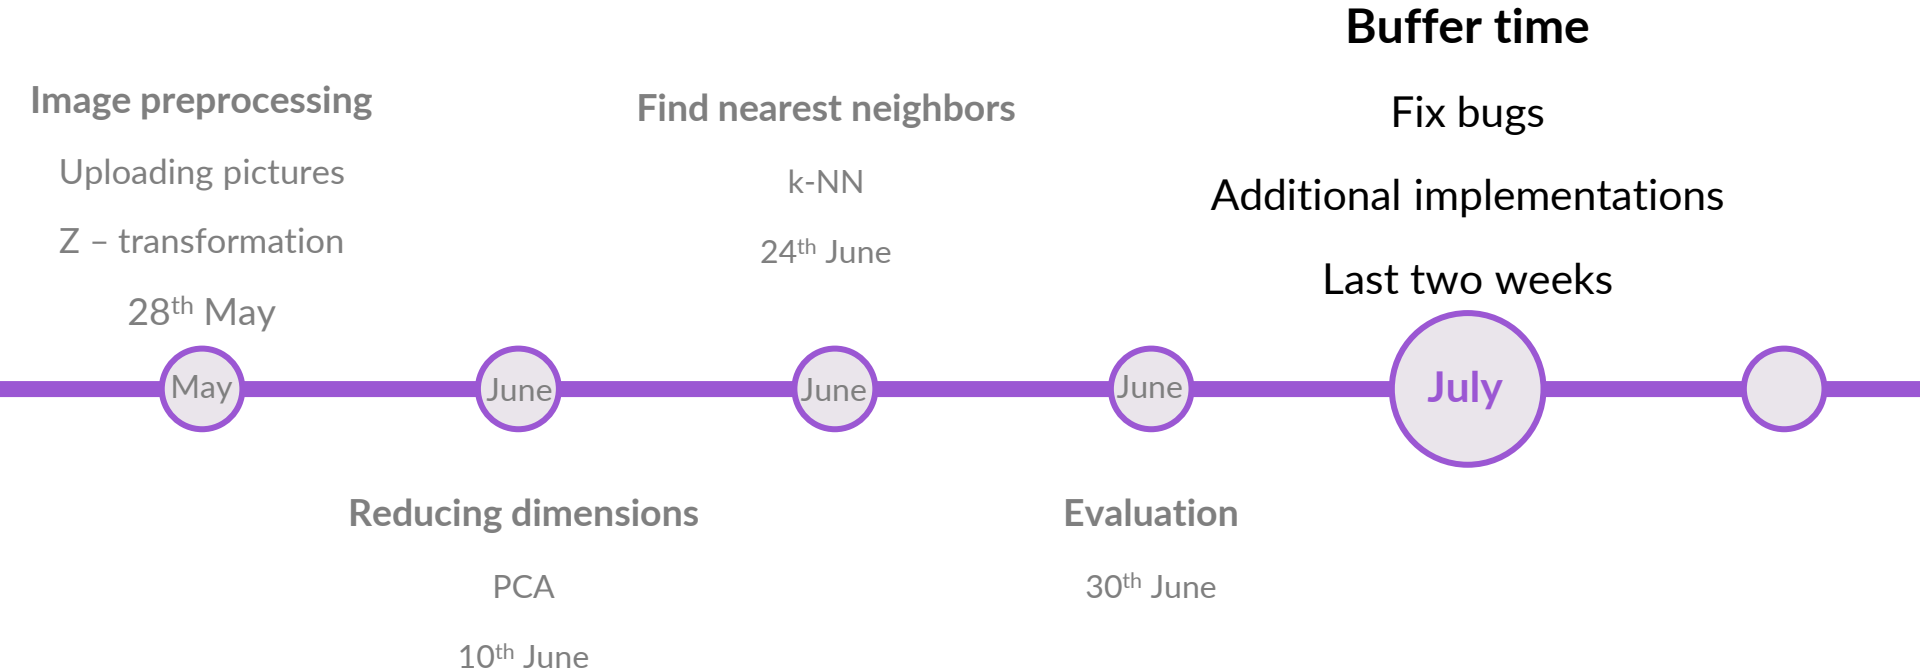 Image preprocessing
Uploading pictures
Z – transformation
28th May
May
Reducing dimensions
PCA
10th June
June
Find nearest neighbors
k-NN
24th June
June
Evaluation
30th June
June
Buffer time
Fix bugs
Additional implementations
Last two weeks
July